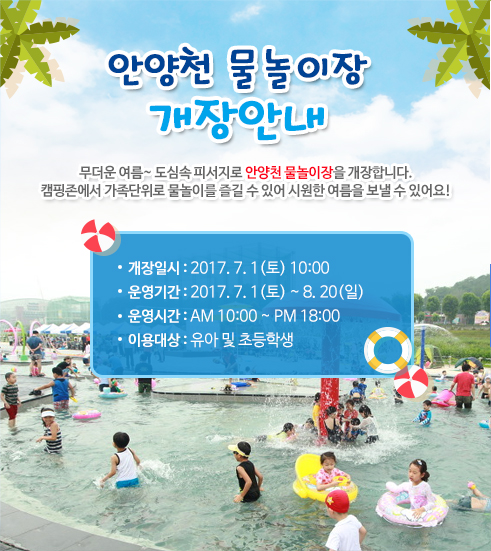 안양천 물놀이장
개장안내
무더운 여름~ 도심속 피서지로 안양천 물놀이장을 개장합니다.
캠핑존에서 가족단위로 물놀이를 즐길 수 있어 시원한 여름을 보낼 수 있어요!
• 개장일시 : 2017. 7. 1(토) 10:00
• 운영기간 : 2017. 7. 1(토) ~ 8. 20(일)
• 운영시간 : AM 10:00 ~ PM 18:00
• 이용대상 : 유아 및 초등학생